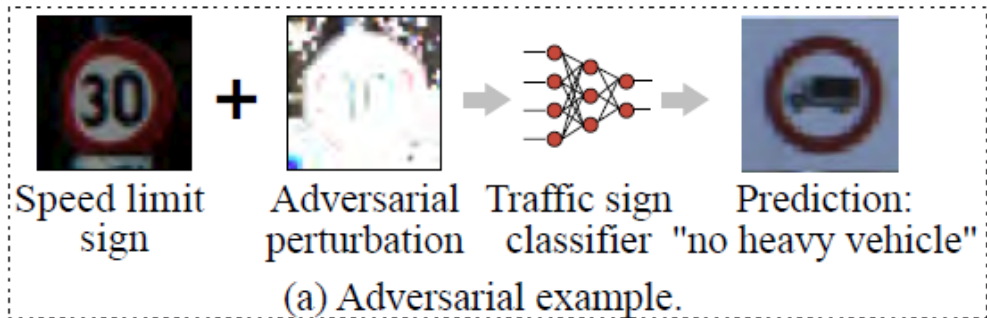 30
+
Speed limit
sign
Adversarial
perturbation
Traffic sign
classifier
Prediction:
"no heavy vehicle"
(a) Adversarial example.